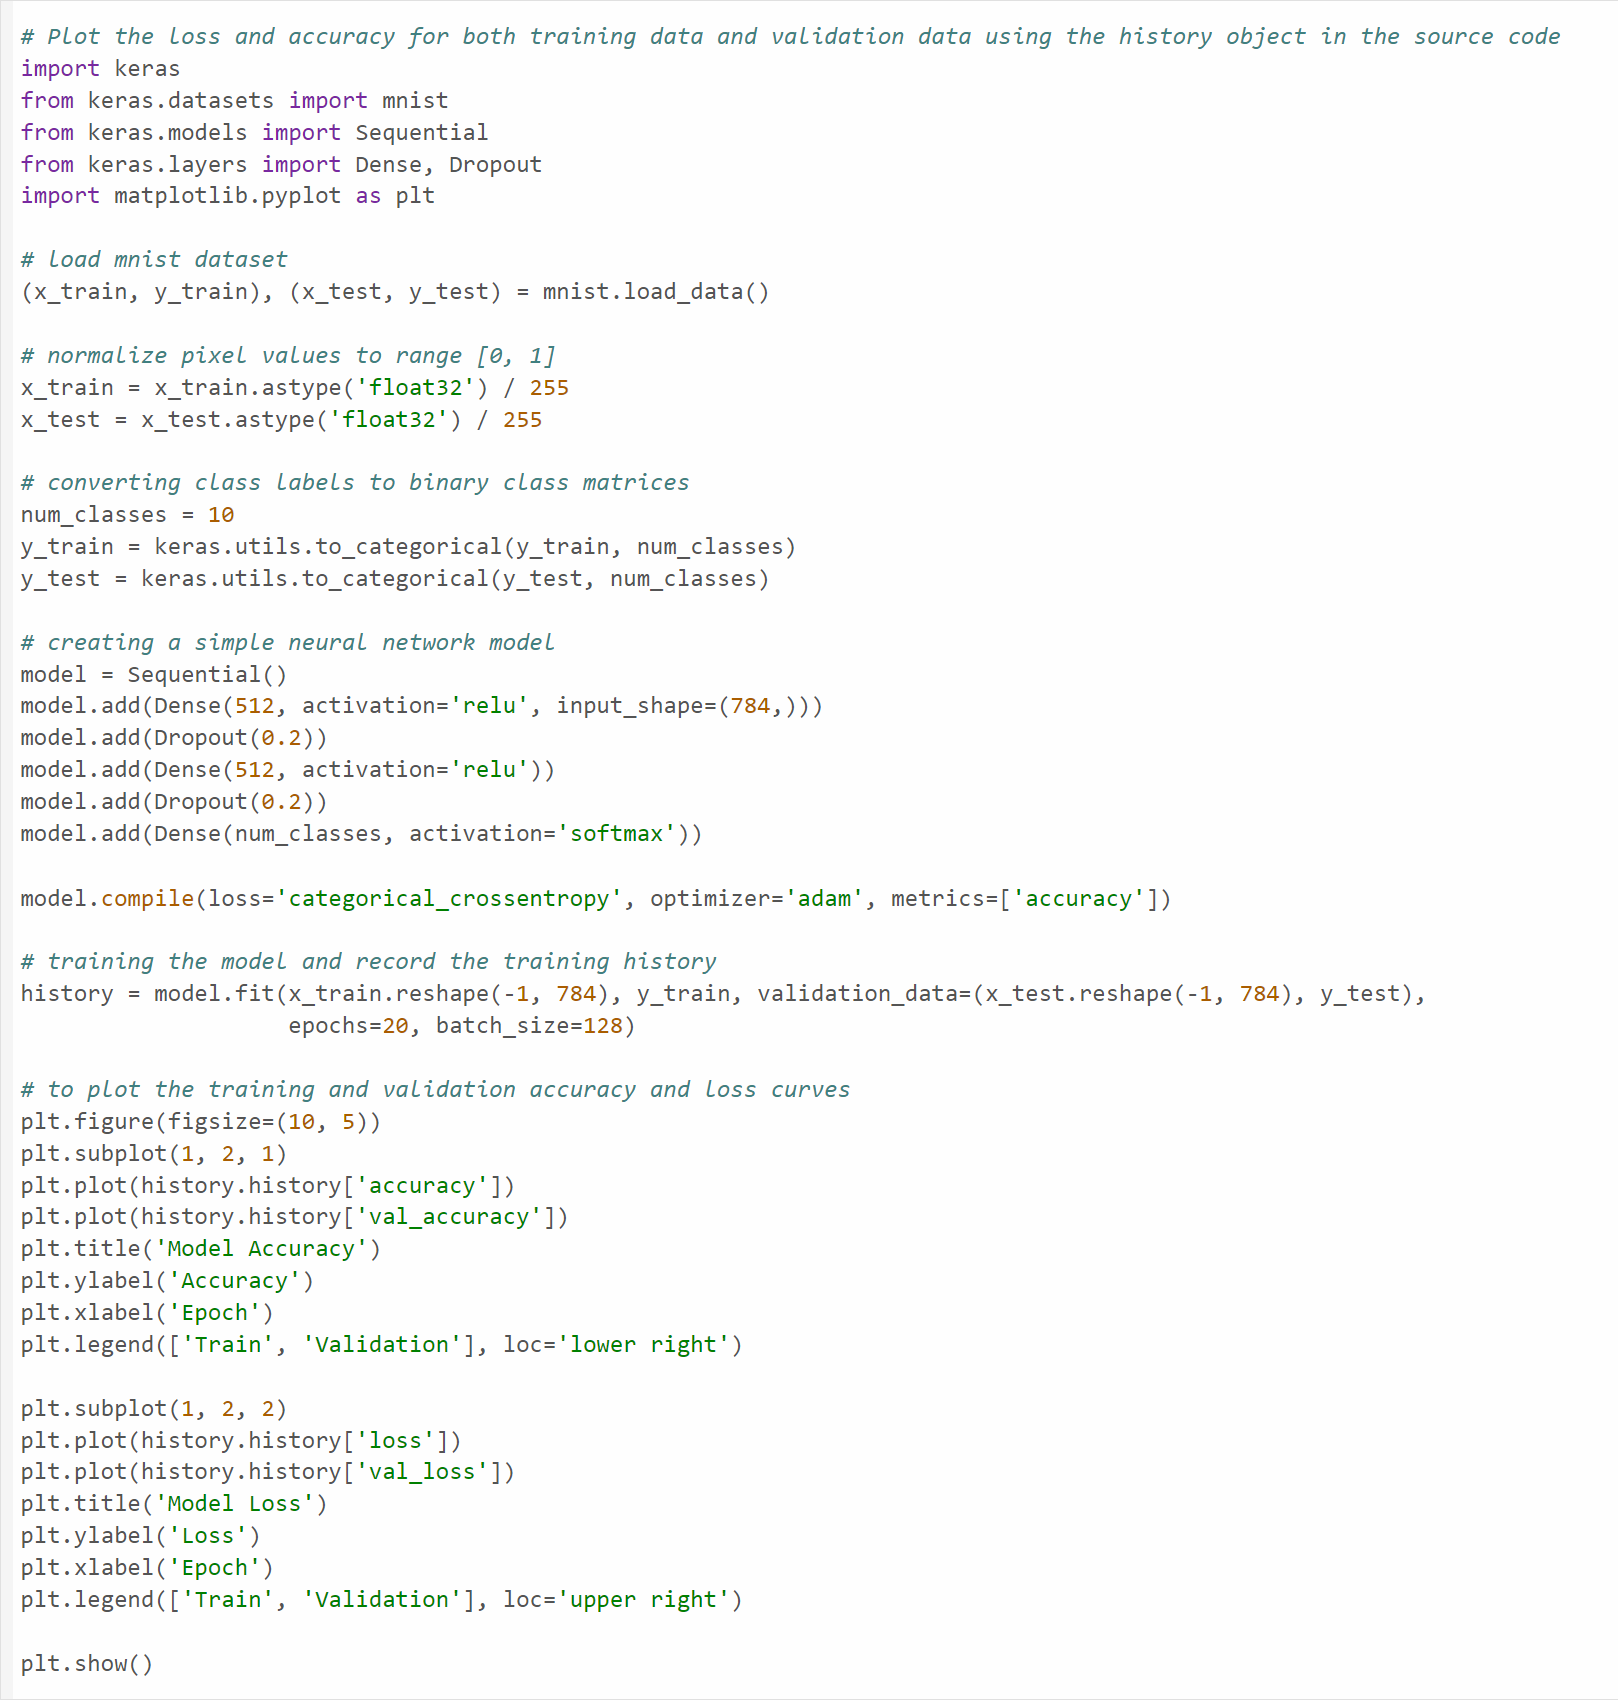 # Plot the loss and accuracy for both training data and validation data using the history object in the source code
import keras
from keras.datasets import mnist
from keras.models import Sequential
from keras.layers import Dense, Dropout
import matplotlib.pyplot as plt

# load mnist dataset
(x_train, y_train), (x_test, y_test) = mnist.load_data()

# normalize pixel values to range [0, 1]
x_train = x_train.astype('float32') / 255
x_test = x_test.astype('float32') / 255

# converting class labels to binary class matrices
num_classes = 10
y_train = keras.utils.to_categorical(y_train, num_classes)
y_test = keras.utils.to_categorical(y_test, num_classes)

# creating a simple neural network model
model = Sequential()
model.add(Dense(512, activation='relu', input_shape=(784,)))
model.add(Dropout(0.2))
model.add(Dense(512, activation='relu'))
model.add(Dropout(0.2))
model.add(Dense(num_classes, activation='softmax'))

model.compile(loss='categorical_crossentropy', optimizer='adam', metrics=['accuracy'])

# training the model and record the training history
history = model.fit(x_train.reshape(-1, 784), y_train, validation_data=(x_test.reshape(-1, 784), y_test),
                    epochs=20, batch_size=128)

# to plot the training and validation accuracy and loss curves
plt.figure(figsize=(10, 5))
plt.subplot(1, 2, 1)
plt.plot(history.history['accuracy'])
plt.plot(history.history['val_accuracy'])
plt.title('Model Accuracy')
plt.ylabel('Accuracy')
plt.xlabel('Epoch')
plt.legend(['Train', 'Validation'], loc='lower right')

plt.subplot(1, 2, 2)
plt.plot(history.history['loss'])
plt.plot(history.history['val_loss'])
plt.title('Model Loss')
plt.ylabel('Loss')
plt.xlabel('Epoch')
plt.legend(['Train', 'Validation'], loc='upper right')

plt.show()